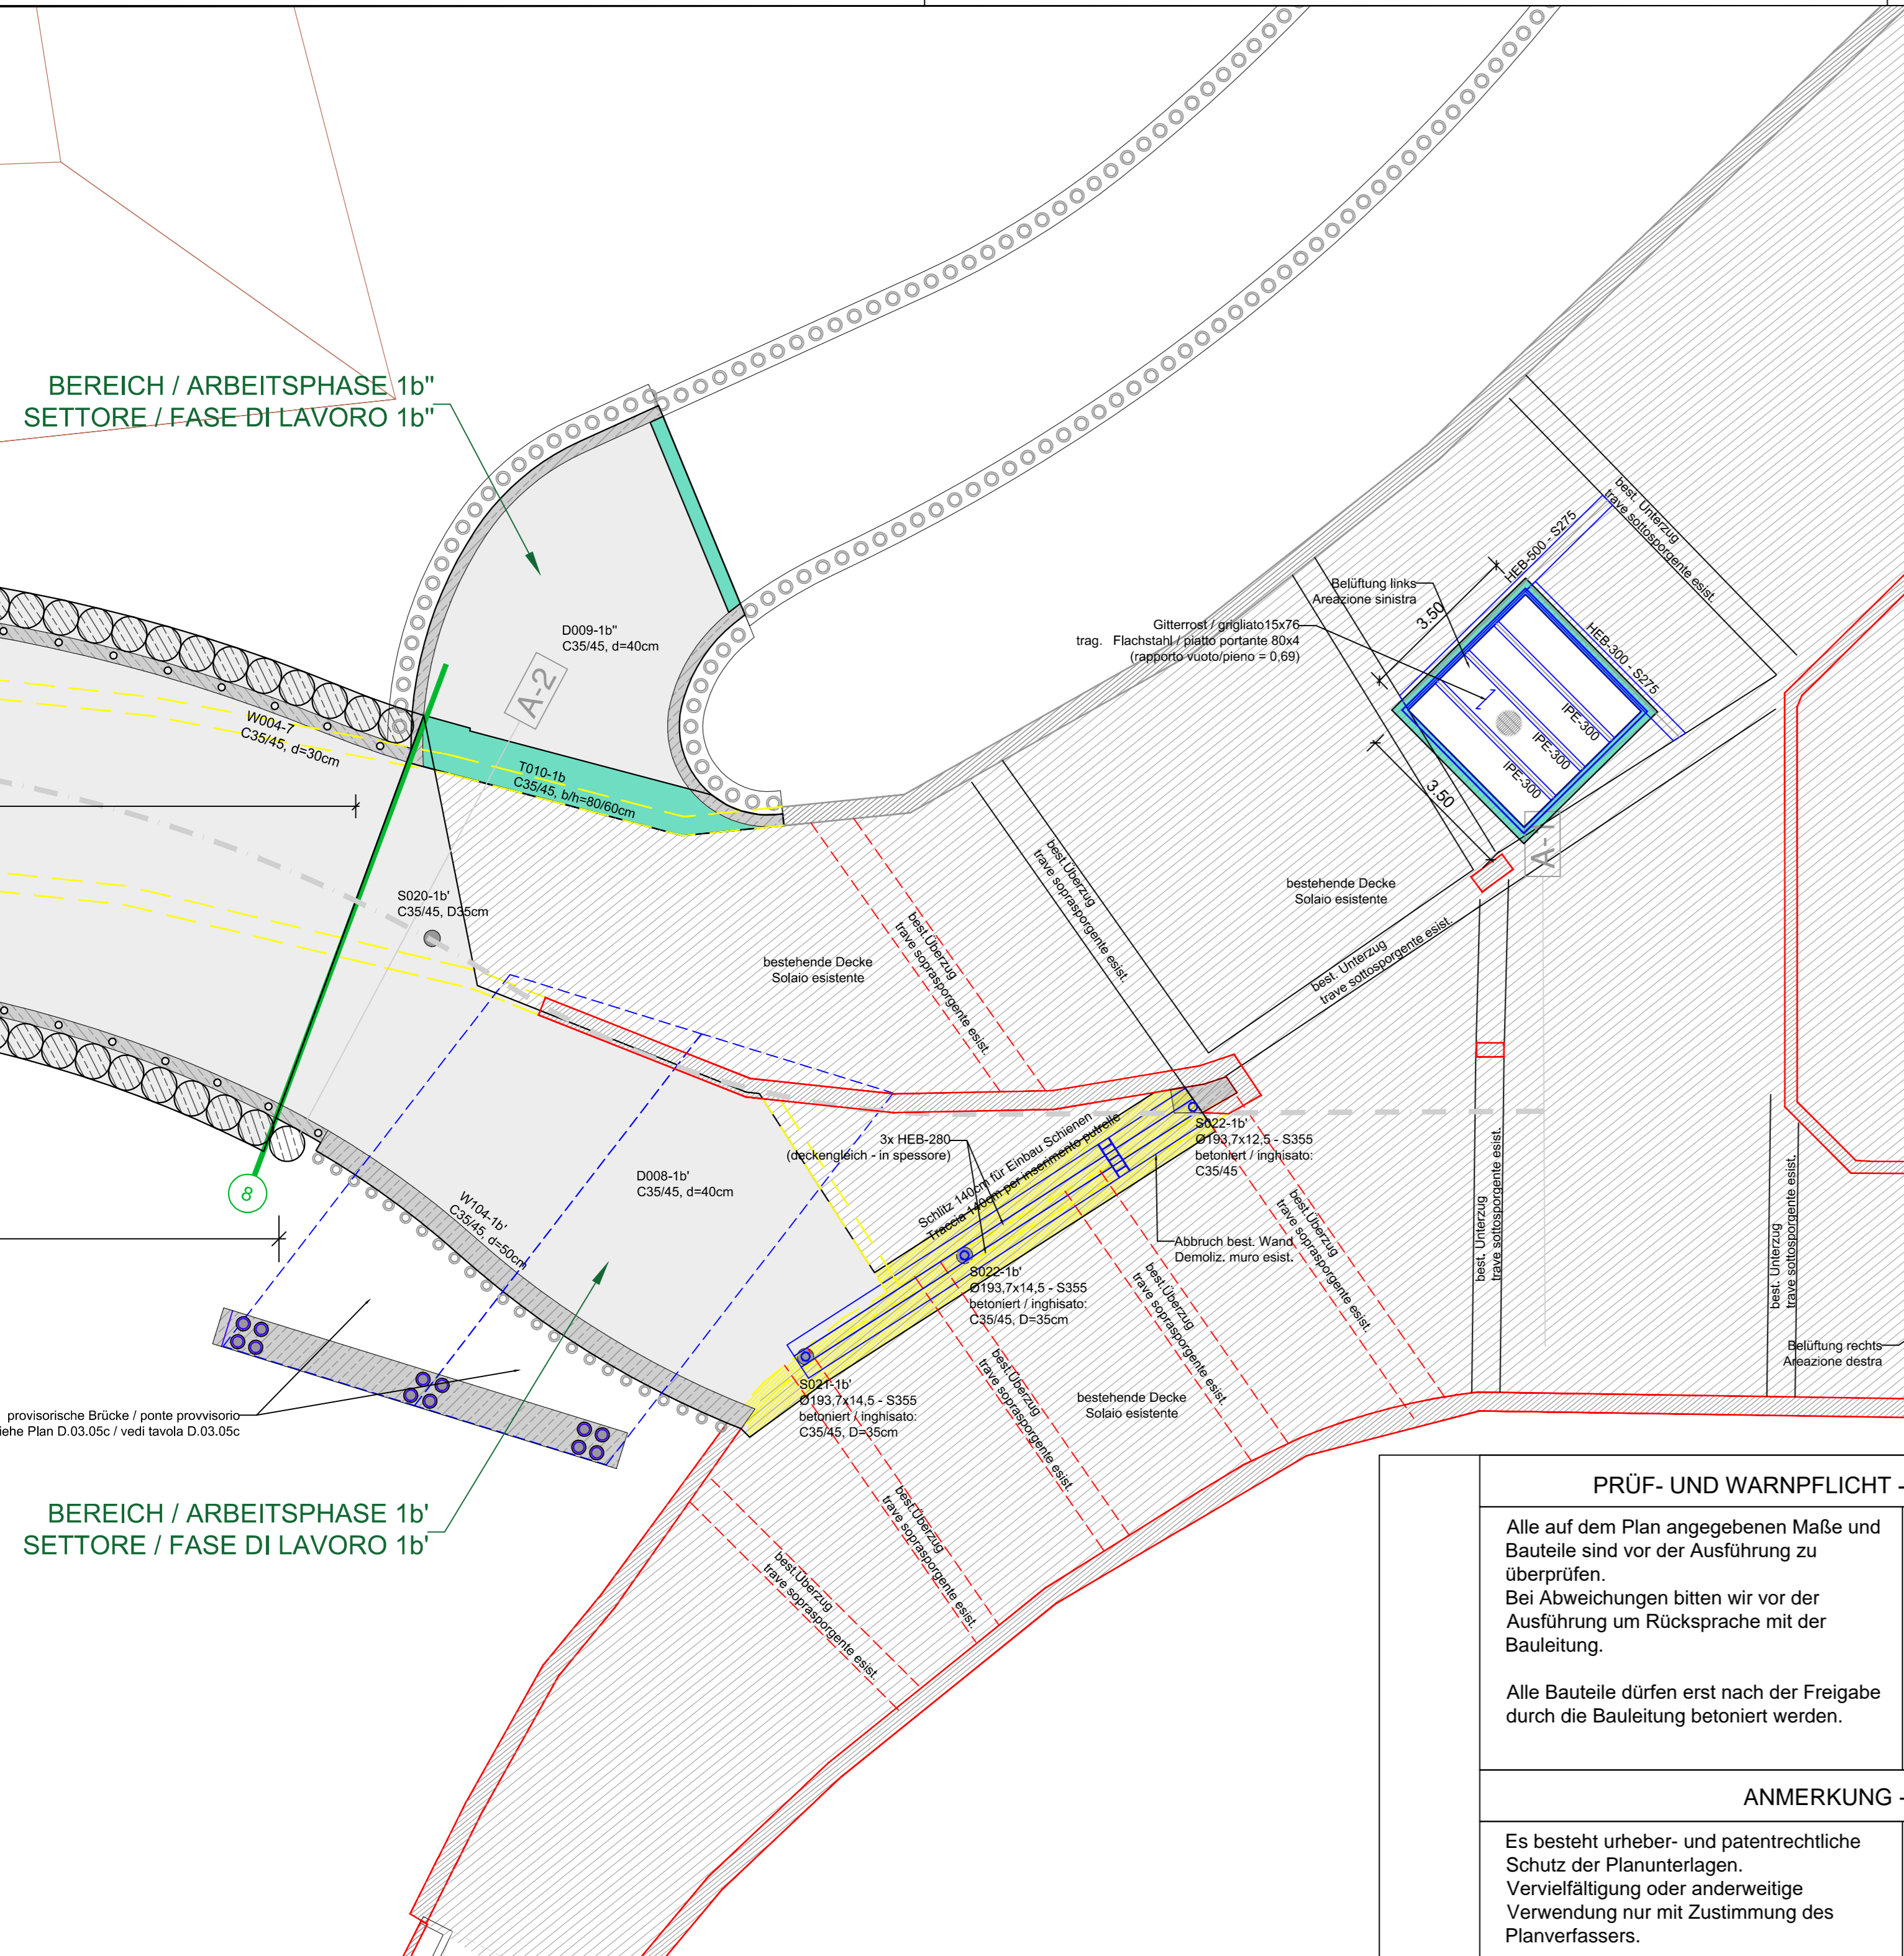 BEREICH / ARBEITSPHASE 1b"
SETTORE / FASE DI LAVORO 1b"
D009-1b"
C35/45, d=40cm
A-2
W004-7
C35/45, d=30cm
T010-1b
C35/45, b/h=80/60cm
S020-1b'
C35/45, D35cm
bestehende Decke
Solaio esistente
best.Überzug
trave soprasporgente esist.
best.Überzug
trave soprasporgente esist.
Belüftung links
Areazione sinistra
Gitterrost / grigliato15x76
trag.   Flachstahl / piatto portante 80x4
(rapporto vuoto/pieno = 0,69)
3.50
3.50
HEB-500 - S275
HEB-300 - S275
IPE-300
IPE-300
IPE-300
1
best. Unterzug
trave sottosporgente esist.
A-1
bestehende Decke
Solaio esistente
best. Unterzug
trave sottosporgente esist.
3x HEB-280
(deckengleich - in spessore)
Schlitz 140cm für Einbau Schienen
Traccia 140cm per inserimento putrelle
S022-1b'
Ø193,7x12,5 - S355
betoniert / inghisato:
C35/45
D008-1b'
C35/45, d=40cm
8
W104-1b'
C35/45, d=50cm
Abbruch best. Wand
Demoliz. muro esist.
S022-1b'
Ø193,7x14,5 - S355
betoniert / inghisato:
C35/45, D=35cm
S021-1b'
Ø193,7x14,5 - S355
betoniert / inghisato:
C35/45, D=35cm
best.Überzug
trave soprasporgente esist.
best.Überzug
trave soprasporgente esist.
best.Überzug
trave soprasporgente esist.
best.Überzug
trave soprasporgente esist.
best.Überzug
trave soprasporgente esist.
bestehende Decke
Solaio esistente
best. Unterzug
trave sottosporgente esist.
best. Unterzug
trave sottosporgente esist.
Belüftung rechts
Areazione destra
provisorische Brücke / ponte provvisorio
iehe Plan D.03.05c / vedi tavola D.03.05c
BEREICH / ARBEITSPHASE 1b'
SETTORE / FASE DI LAVORO 1b'
PRÜF- UND WARNPFLICHT -
Alle auf dem Plan angegebenen Maße und
Bauteile sind vor der Ausführung zu
überprüfen.
Bei Abweichungen bitten wir vor der
Ausführung um Rücksprache mit der
Bauleitung.
Alle Bauteile dürfen erst nach der Freigabe
durch die Bauleitung betoniert werden.
ANMERKUNG -
Es besteht urheber- und patentrechtliche
Schutz der Planunterlagen.
Vervielfältigung oder anderweitige
Verwendung nur mit Zustimmung des
Planverfassers.